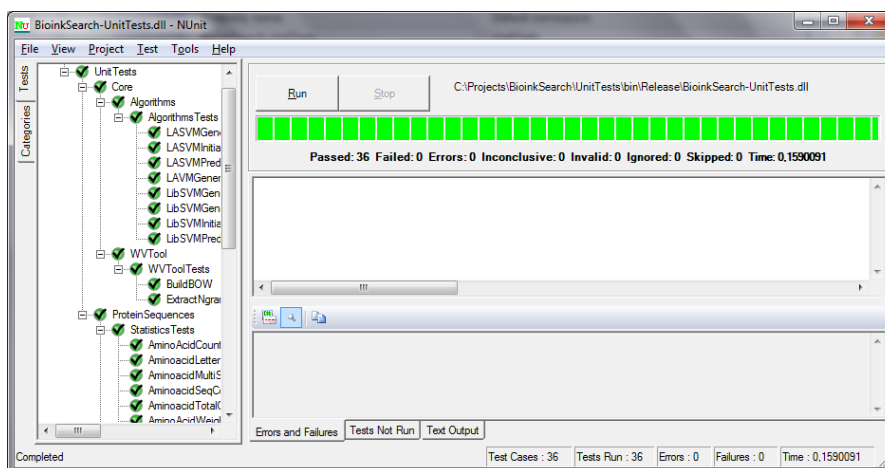 BioinkSearch-UnitTests.dll - NUnit
File View Project Test Tools Help
Tests
Categories
UnitTests
Core
Algorithms
AlgorithmsTests
LASVMGen
LASVMInitia
LASVMPred
LAVMGener
LibSVMGen
LibSVMGen
LibSVMInitia
LibSVMPred
WVTool
WVToolTests
BuildBOW
ExtractNgra
ProteinSequences
StatisticsTests
AminoAcidCount
AminoacidLetter
AminoacidMultiS
AminoacidSeqC
AminoacidTotalC
AminoAcidWeigl
Run
Stop
C:\Projects\BioinkSearch\UnitTests\bin\Release\BioinkSearch-UnitTests.dll
Passed: 36 Failed: 0 Errors: 0 Inconclusive: 0 Invalid: 0 Ignored: 0 Skipped: 0 Time: 0,1590091
Errors and Failures Tests Not Run Text Output
Completed
Test Cases : 36 Tests Run : 36 Errors : 0 Failures : 0 Time : 0,1590091